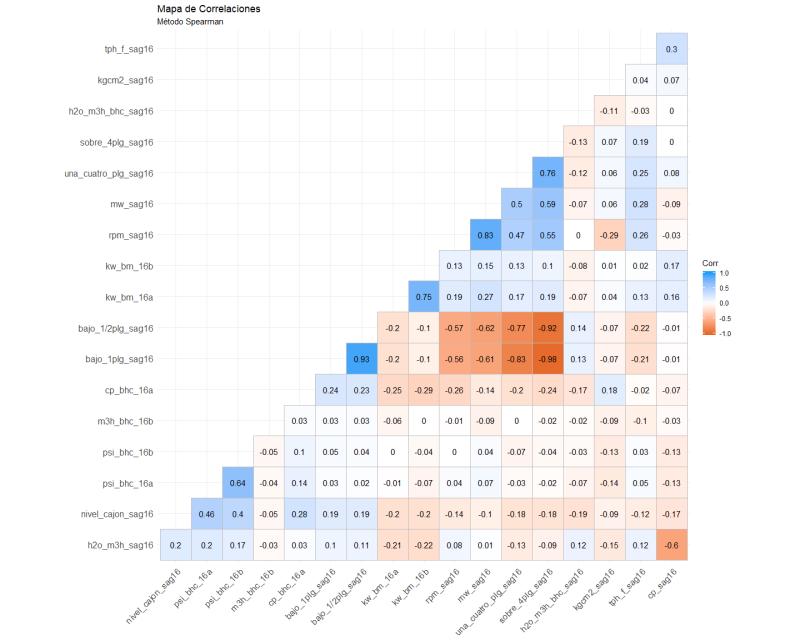 Mapa de Correlaciones
Método Spearman
tph_f_sag16 0.3
kgcm2_sag16 0.04 0.07
h2o_m3h_bhc_sag16 -0.11 -0.03 0
sobre_4plg_sag16 -0.13 0.07 0.19 0
una_cuatro_plg_sag16 0.76 -0.12 0.06 0.25 0.08
mw_sag16 0.5 0.59 -0.07 0.06 0.28 -0.09
rpm_sag16 0.83 0.47 0.55 0 -0.29 0.26 -0.03
kw_bm_16b 0.13 0.15 0.13 0.1 -0.08 0.01 0.02 0.17
kw_bm_16a 0.75 0.19 0.27 0.17 0.19 -0.07 0.04 0.13 0.16
bajo_1/2plg_sag16 -0.2 -0.1 -0.57 -0.62 -0.77 -0.92 0.14 -0.07 -0.22 -0.01
bajo_1plg_sag16 0.93 -0.2 -0.1 -0.56 -0.61 -0.83 -0.98 0.13 -0.07 -0.21 -0.01
cp_bhc_16a 0.24 0.23 -0.25 -0.29 -0.26 -0.14 -0.2 -0.24 -0.17 0.18 -0.02 -0.07
m3h_bhc_16b 0.03 0.03 0.03 -0.06 0 -0.01 -0.09 0 -0.02 -0.02 -0.09 -0.1 -0.03
psi_bhc_16b -0.05 0.1 0.05 0.04 0 -0.04 0 0.04 -0.07 -0.04 -0.03 -0.13 0.03 -0.13
psi_bhc_16a 0.64 -0.04 0.14 0.03 0.02 -0.01 -0.07 0.04 0.07 -0.03 -0.02 -0.07 -0.14 0.05 -0.13
nivel_cajon_sag16 0.46 0.4 -0.05 0.28 0.19 0.19 -0.2 -0.2 -0.14 -0.1 -0.18 -0.18 -0.19 -0.09 -0.12 -0.17
h2o_m3h_sag16 0.2 0.2 0.17 -0.03 0.03 0.1 0.11 -0.21 -0.22 0.08 0.01 -0.13 -0.09 0.12 -0.15 0.12 -0.6
nivel_cajon_sag16 psi_bhc_16a psi_bhc_16b m3h_bhc_16b cp_bhc_16a bajo_1plg_sag16 bajo_1/2plg_sag16 kw_bm_16a kw_bm_16b rpm_sag16 mw_sag16 una_cuatro_plg_sag16 sobre_4plg_sag16 h2o_m3h_bhc_sag16 kgcm2_sag16 tph_f_sag16 cp_sag16
Corr
1.0
0.5
0.0
-0.5
-1.0